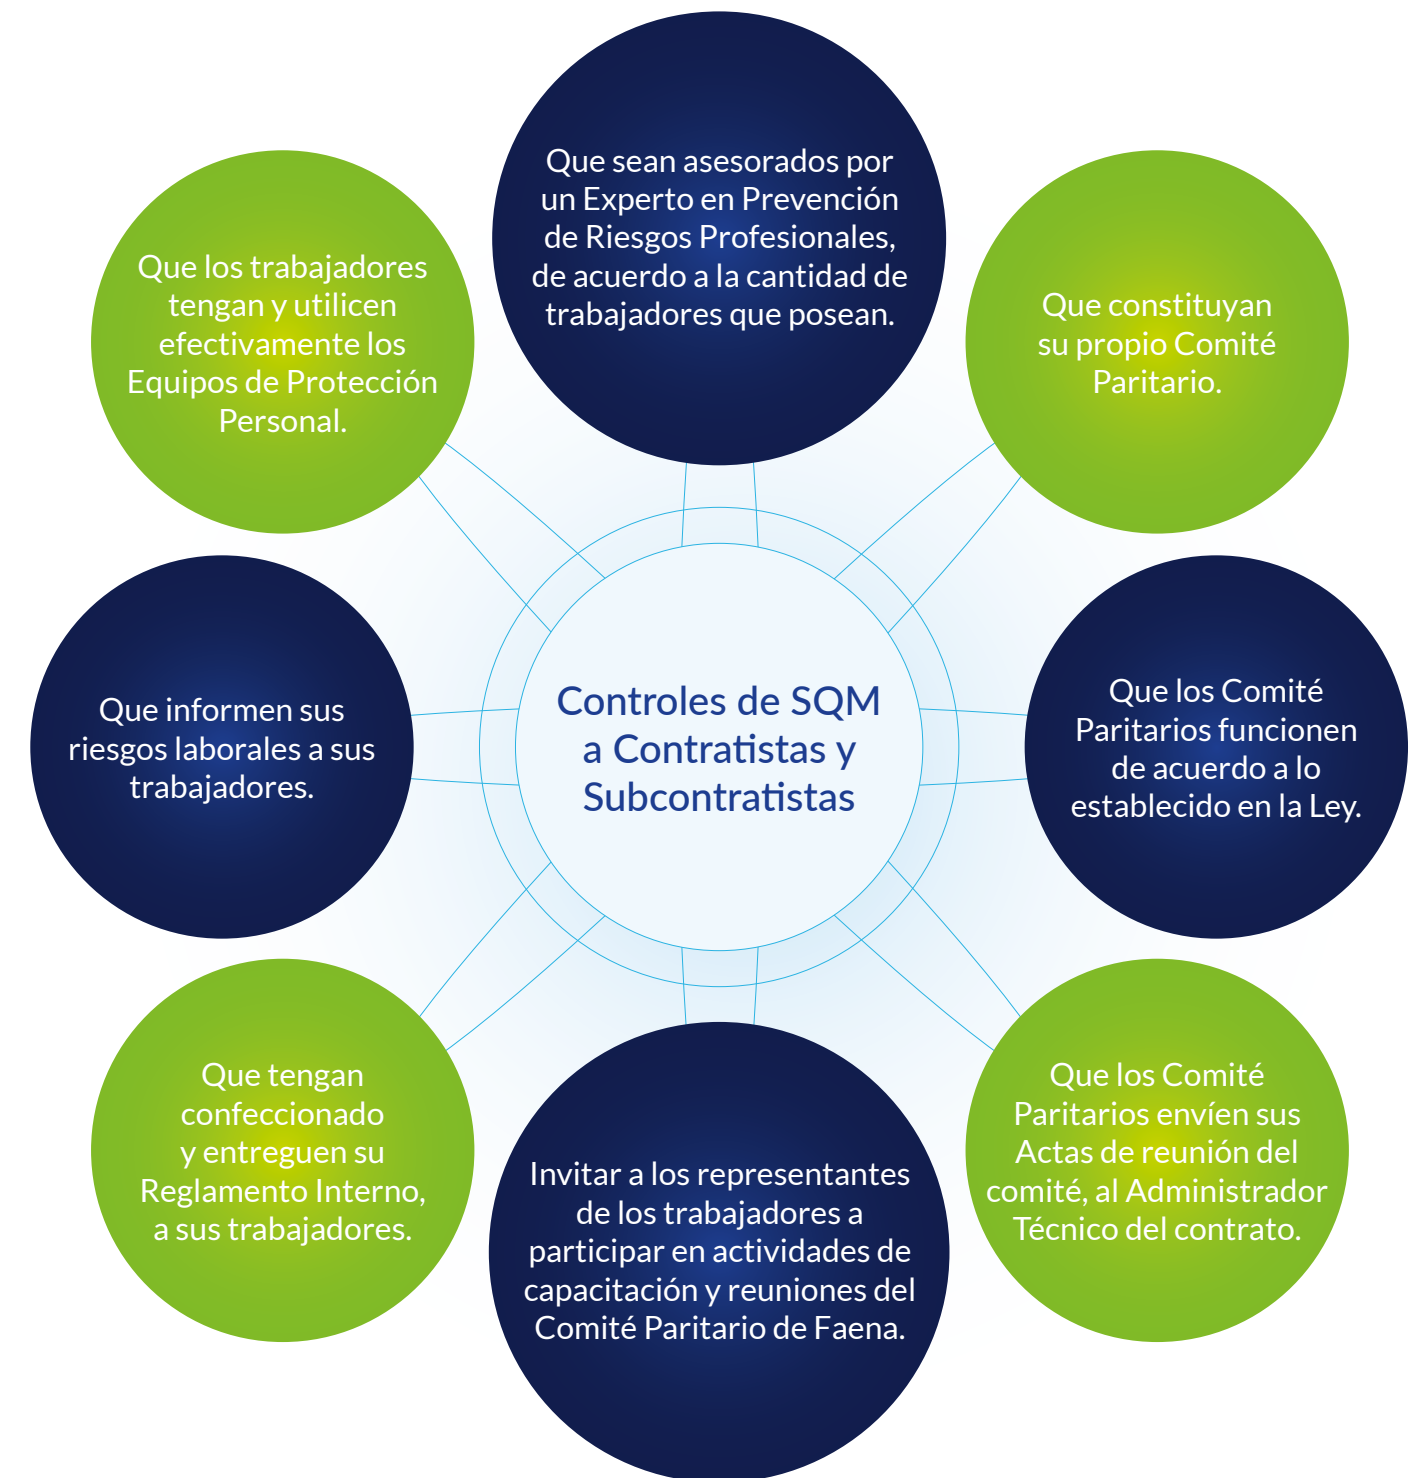 Que sean asesorados por
un Experto en Prevención
de Riesgos Profesionales,
de acuerdo a la cantidad de
trabajadores que posean.
Que constituyan
su propio Comité
Paritario.
Que los Comité
Paritarios funcionen
de acuerdo a lo
establecido en la Ley.
Que los Comité
Paritarios envíen sus
Actas de reunión del
comité, al Administrador
Técnico del contrato.
Invitar a los representantes
de los trabajadores a
participar en actividades de
capacitación y reuniones del
Comité Paritario de Faena.
Que tengan
confeccionado
y entreguen su
Reglamento Interno,
a sus trabajadores.
Que informen sus
riesgos laborales a sus
trabajadores.
Que los trabajadores
tengan y utilicen
efectivamente los
Equipos de Protección
Personal.
Controles de SQM
a Contratistas y
Subcontratistas